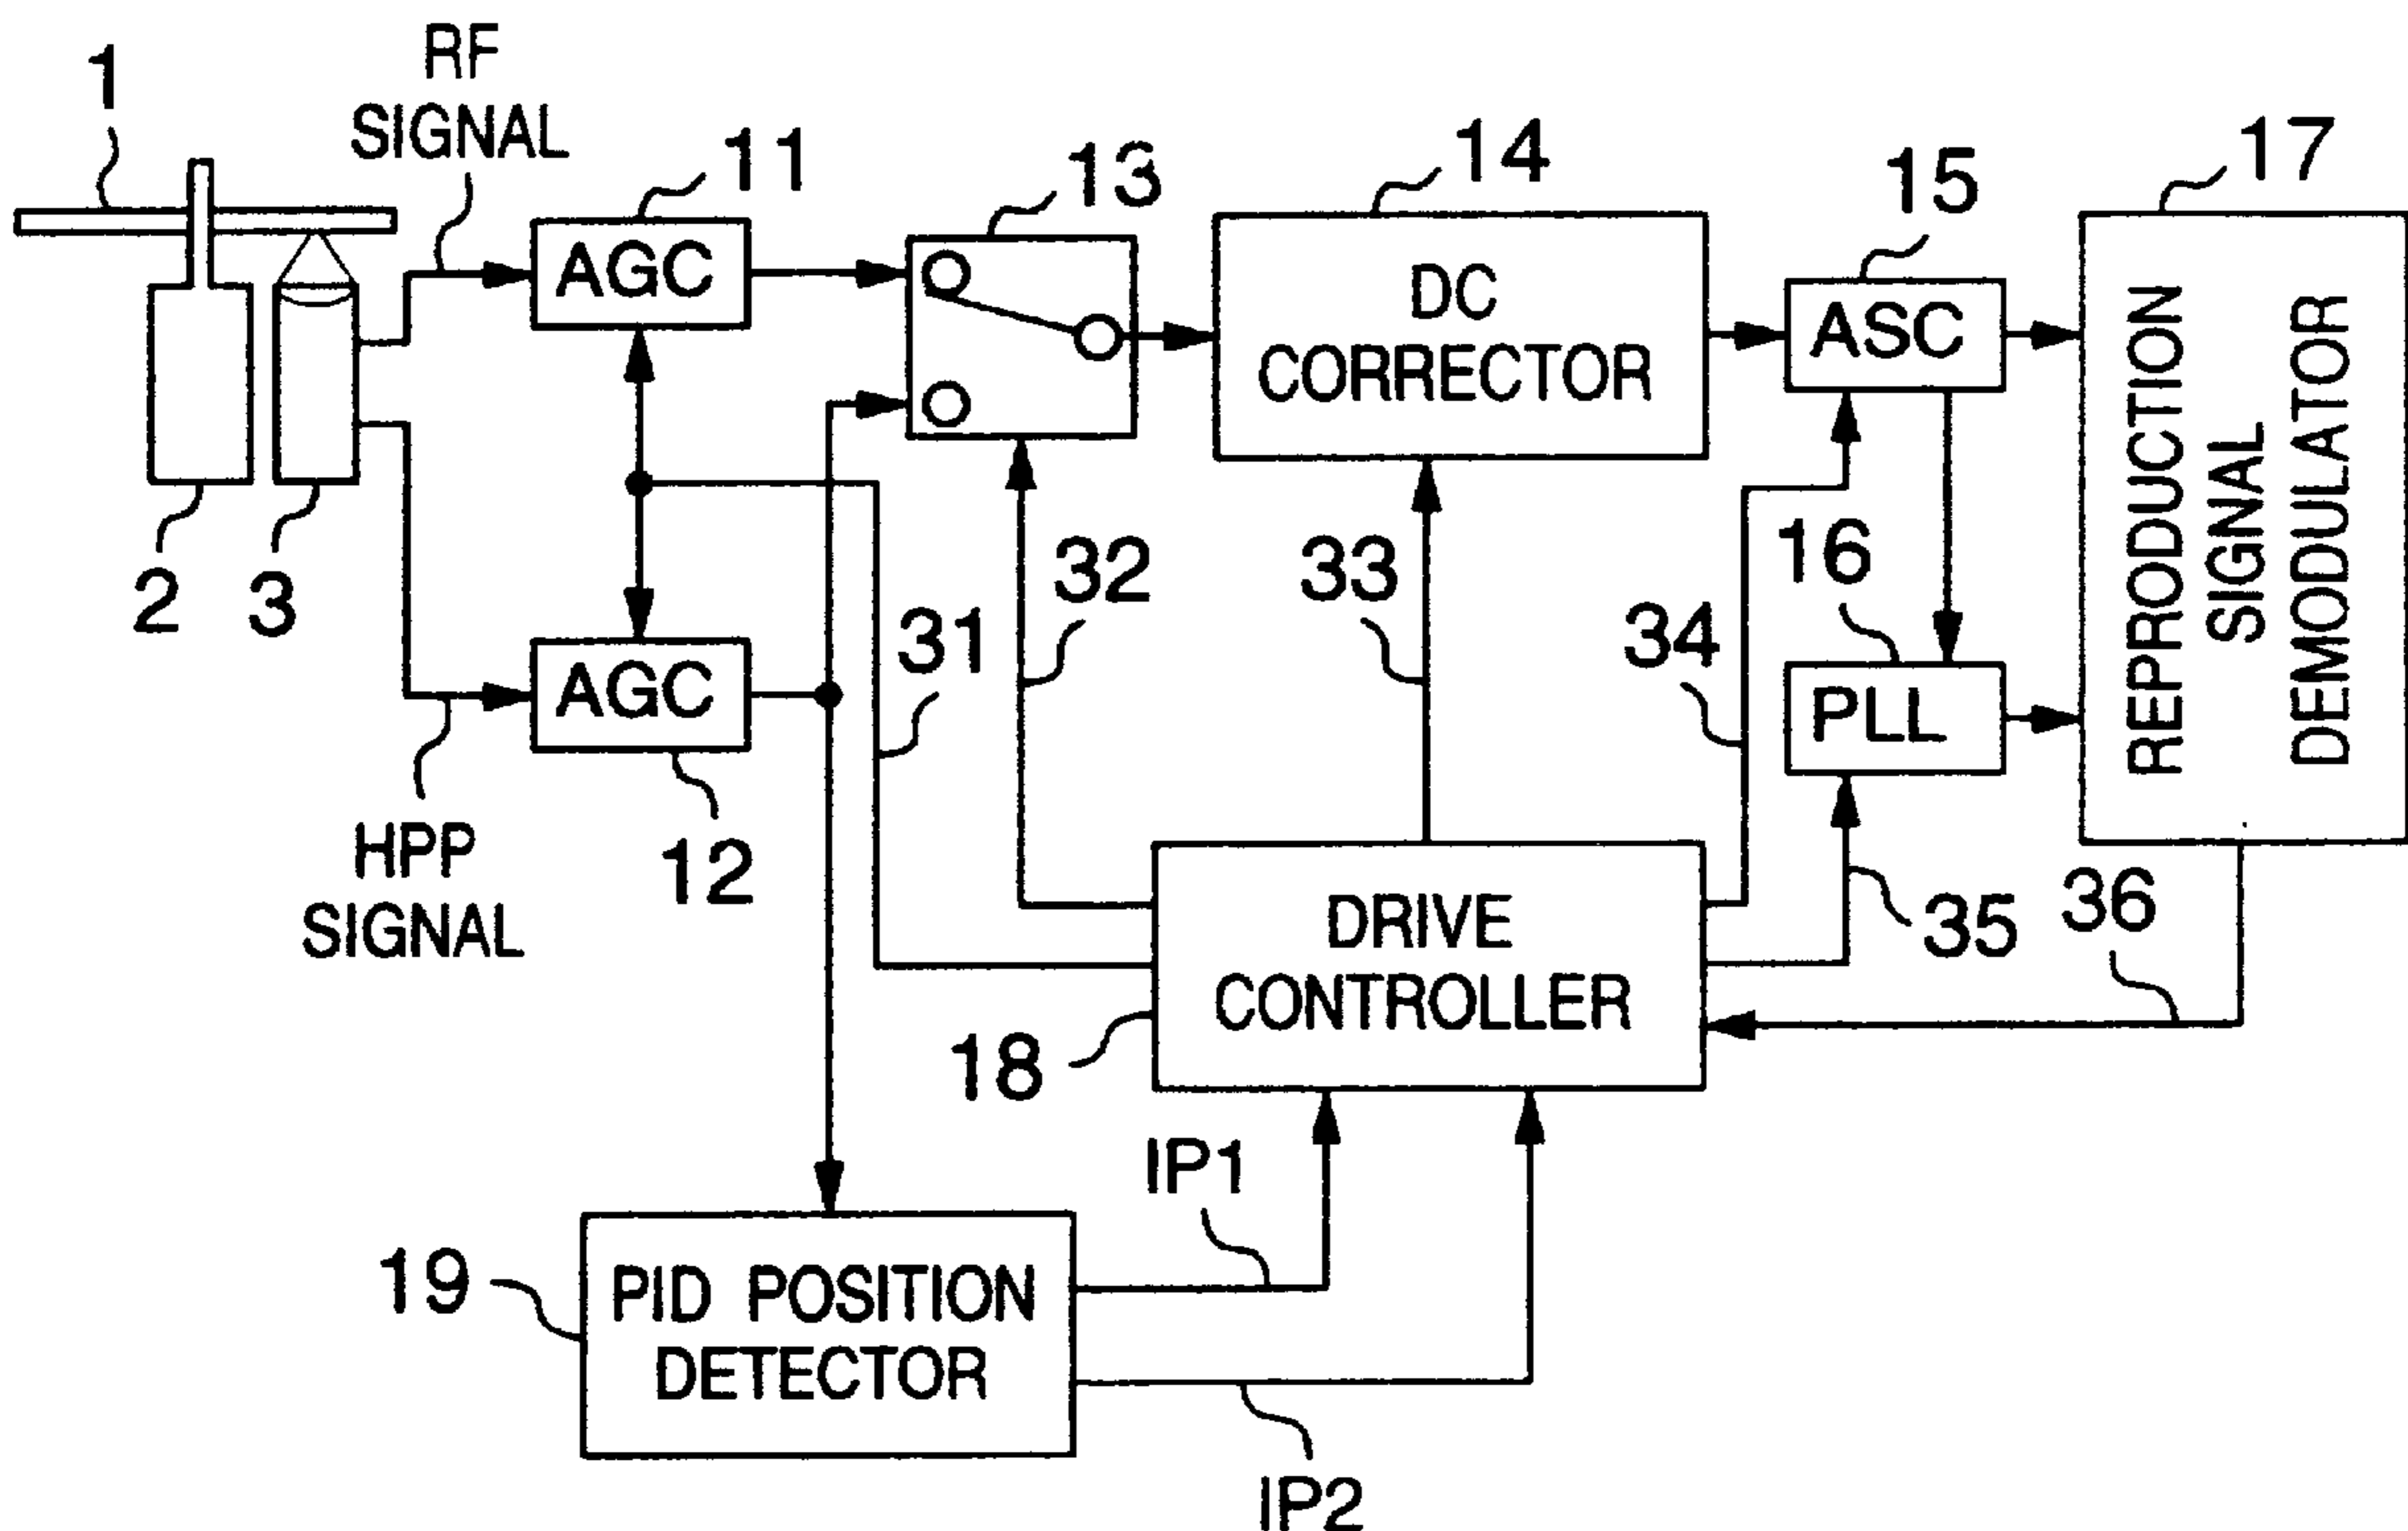 RF
SIGNAL
1
11
13
14
15
17
AGC
DC
CORRECTOR
ASC
REPRODUCTION
SIGNAL
DEMODULATOR
2
3
32
33
16
31
34
AGC
PLL
HPP
SIGNAL
12
35
36
DRIVE
CONTROLLER
18
IP1
19
PID POSITION
DETECTOR
IP2